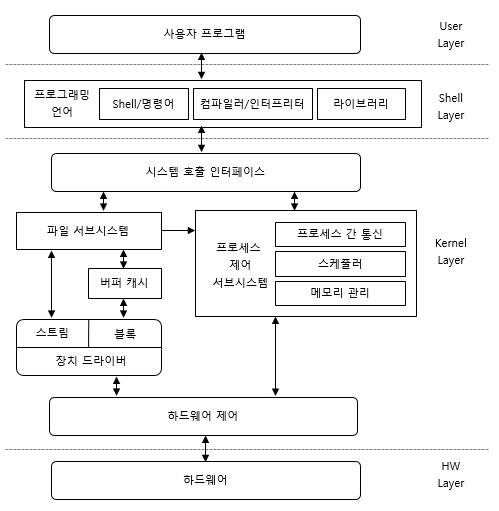 사용자 프로그램
User
Layer
프로그래밍
언어
Shell/명령어
컴파일러/인터프리터
라이브러리
Shell
Layer
시스템 호출 인터페이스
파일 서브시스템
프로세스
제어
서브시스템
프로세스 간 통신
스케줄러
메모리 관리
Kernel
Layer
버퍼 캐시
스트림
블록
장치 드라이버
하드웨어 제어
하드웨어
HW
Layer